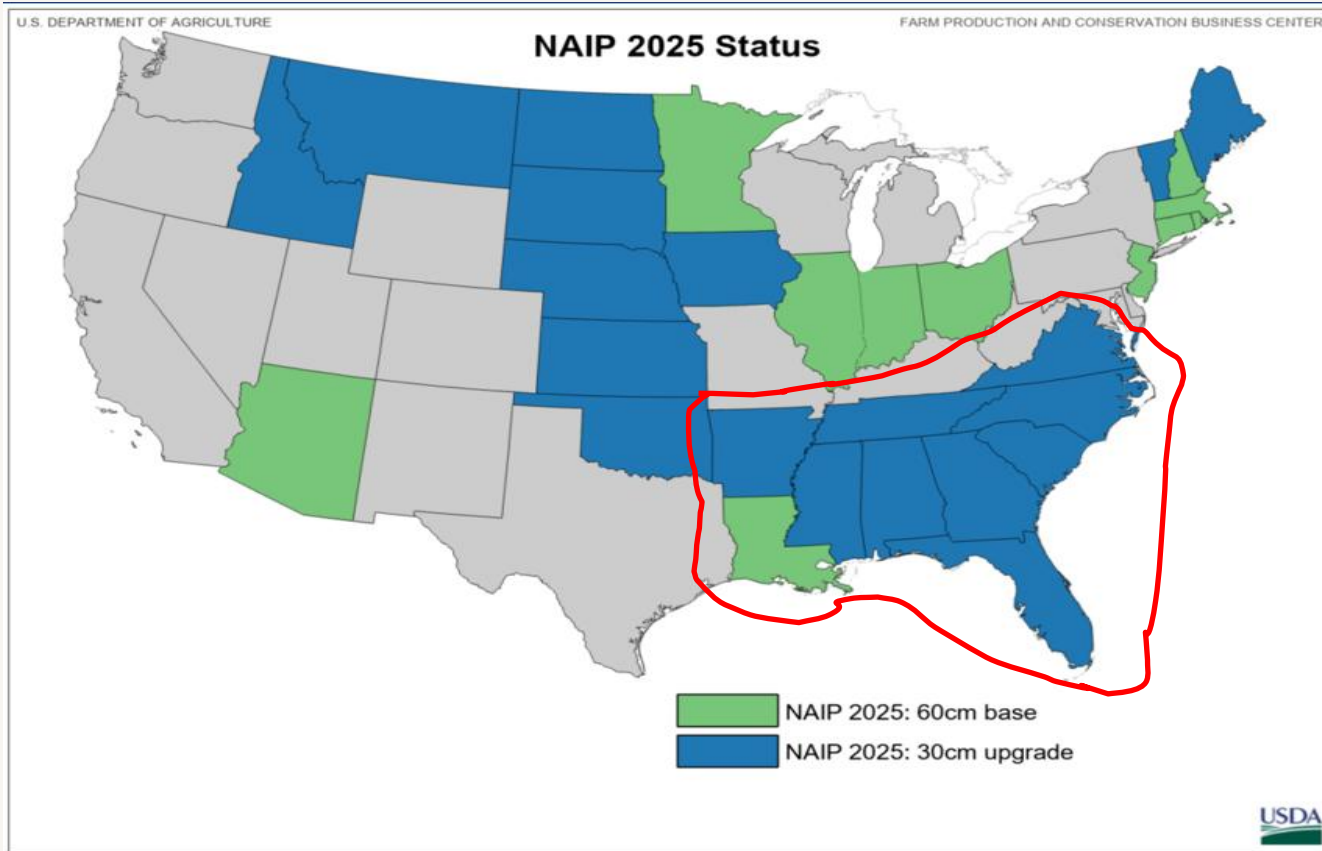 U.S. DEPARTMENT OF AGRICULTURE
FARM PRODUCTION AND CONSERVATION BUSINESS CENTER
NAIP 2025 Status
NAIP 2025: 60cm base
NAIP 2025: 30cm upgrade
USDA